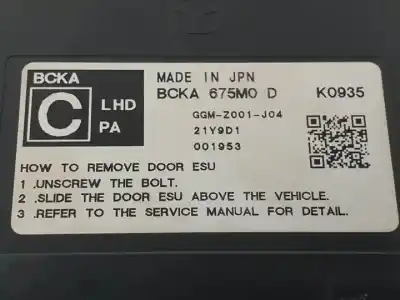 BCKA
C
LHD
PA
MADE IN JPN
BCKA 675M0 D
K0935
GGM-Z001-J04
21Y9D1
001953
HOW TO REMOVE DOOR ESU
1 .UNSCREW THE BOLT.
2 .SLIDE THE DOOR ESU ABOVE THE VEHICLE.
3 .REFER TO THE SERVICE MANUAL FOR DETAIL.